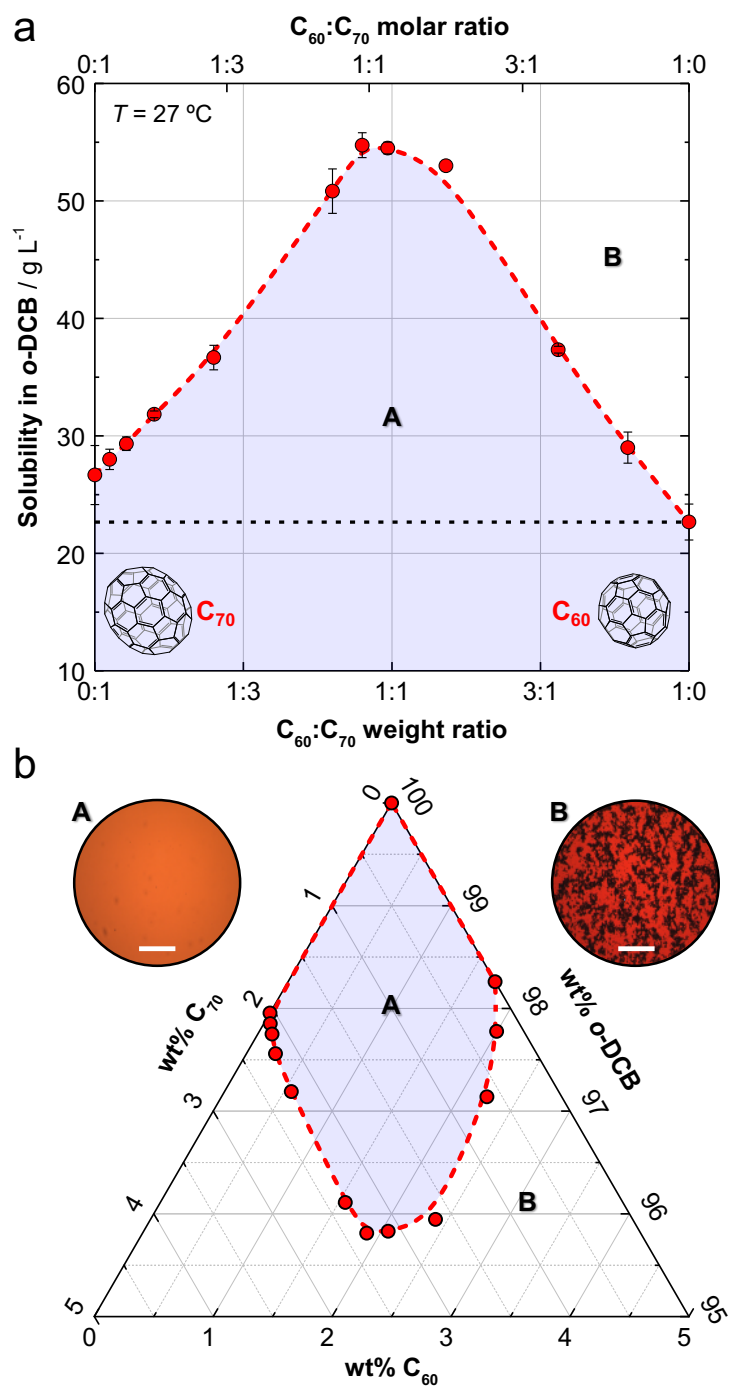 a
C₆₀:C₇₀ molar ratio
0:1 1:3 1:1 3:1 1:0
T = 27 ºC
60
50
40
30
20
10
Solubility in o-DCB / g L⁻¹
B
A
C₇₀
C₆₀
0:1 1:3 1:1 3:1 1:0
C₆₀:C₇₀ weight ratio
b
A
B
0 100
1 99
2 98
3 97
4 96
5 95
wt% C₇₀
wt% o-DCB
A
B
0 1 2 3 4 5
wt% C₆₀